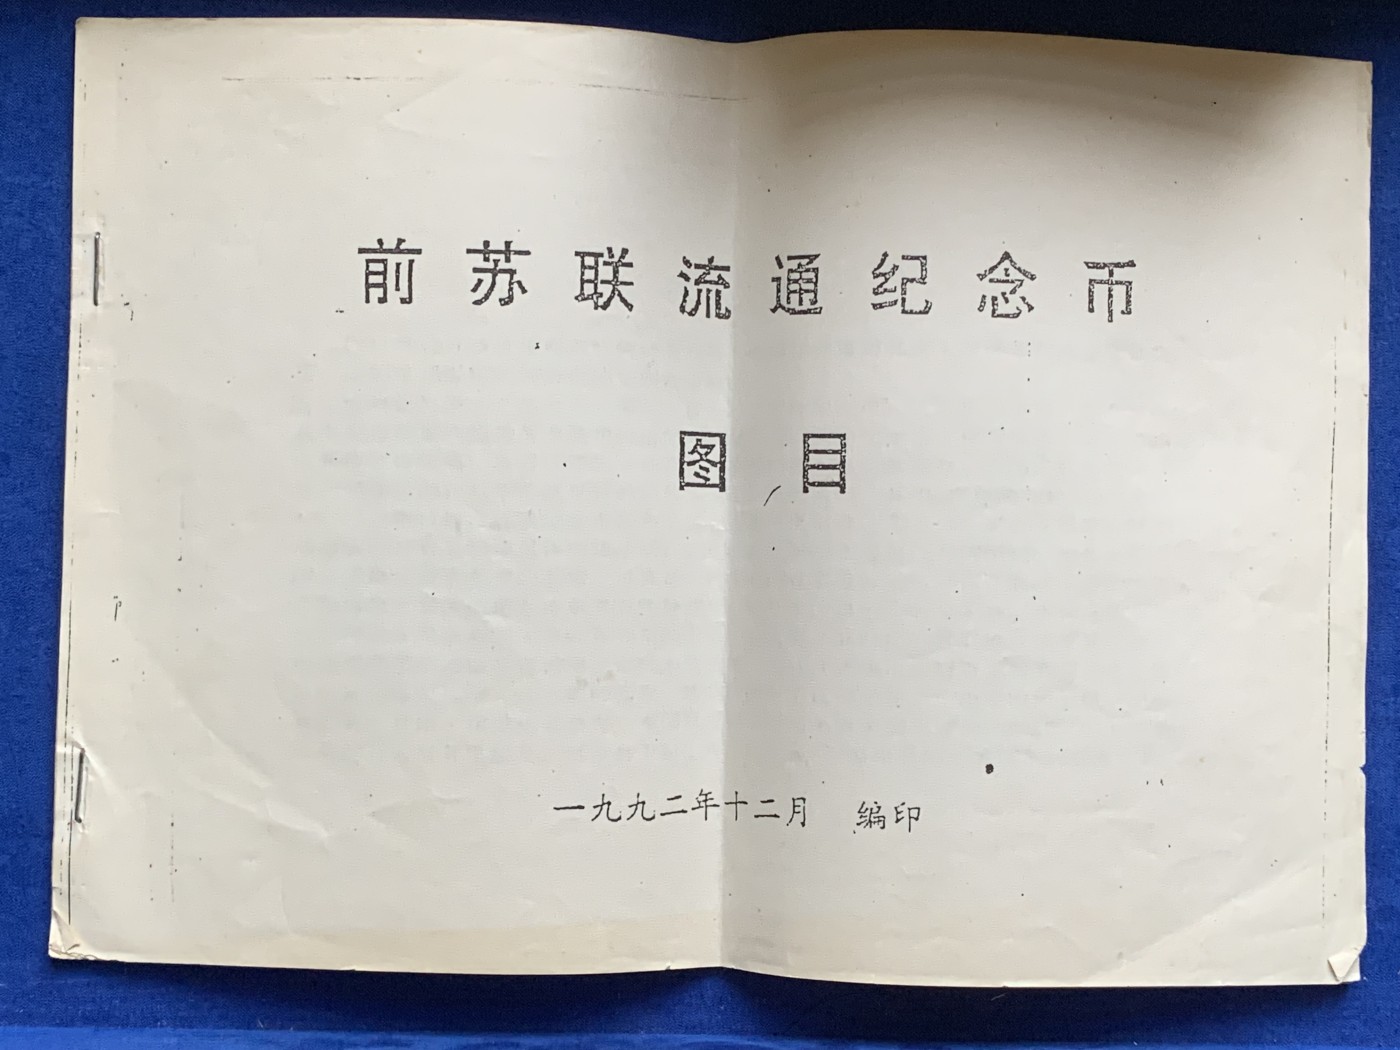 前苏联流通纪念币
图目
一九九二年十二月 编印